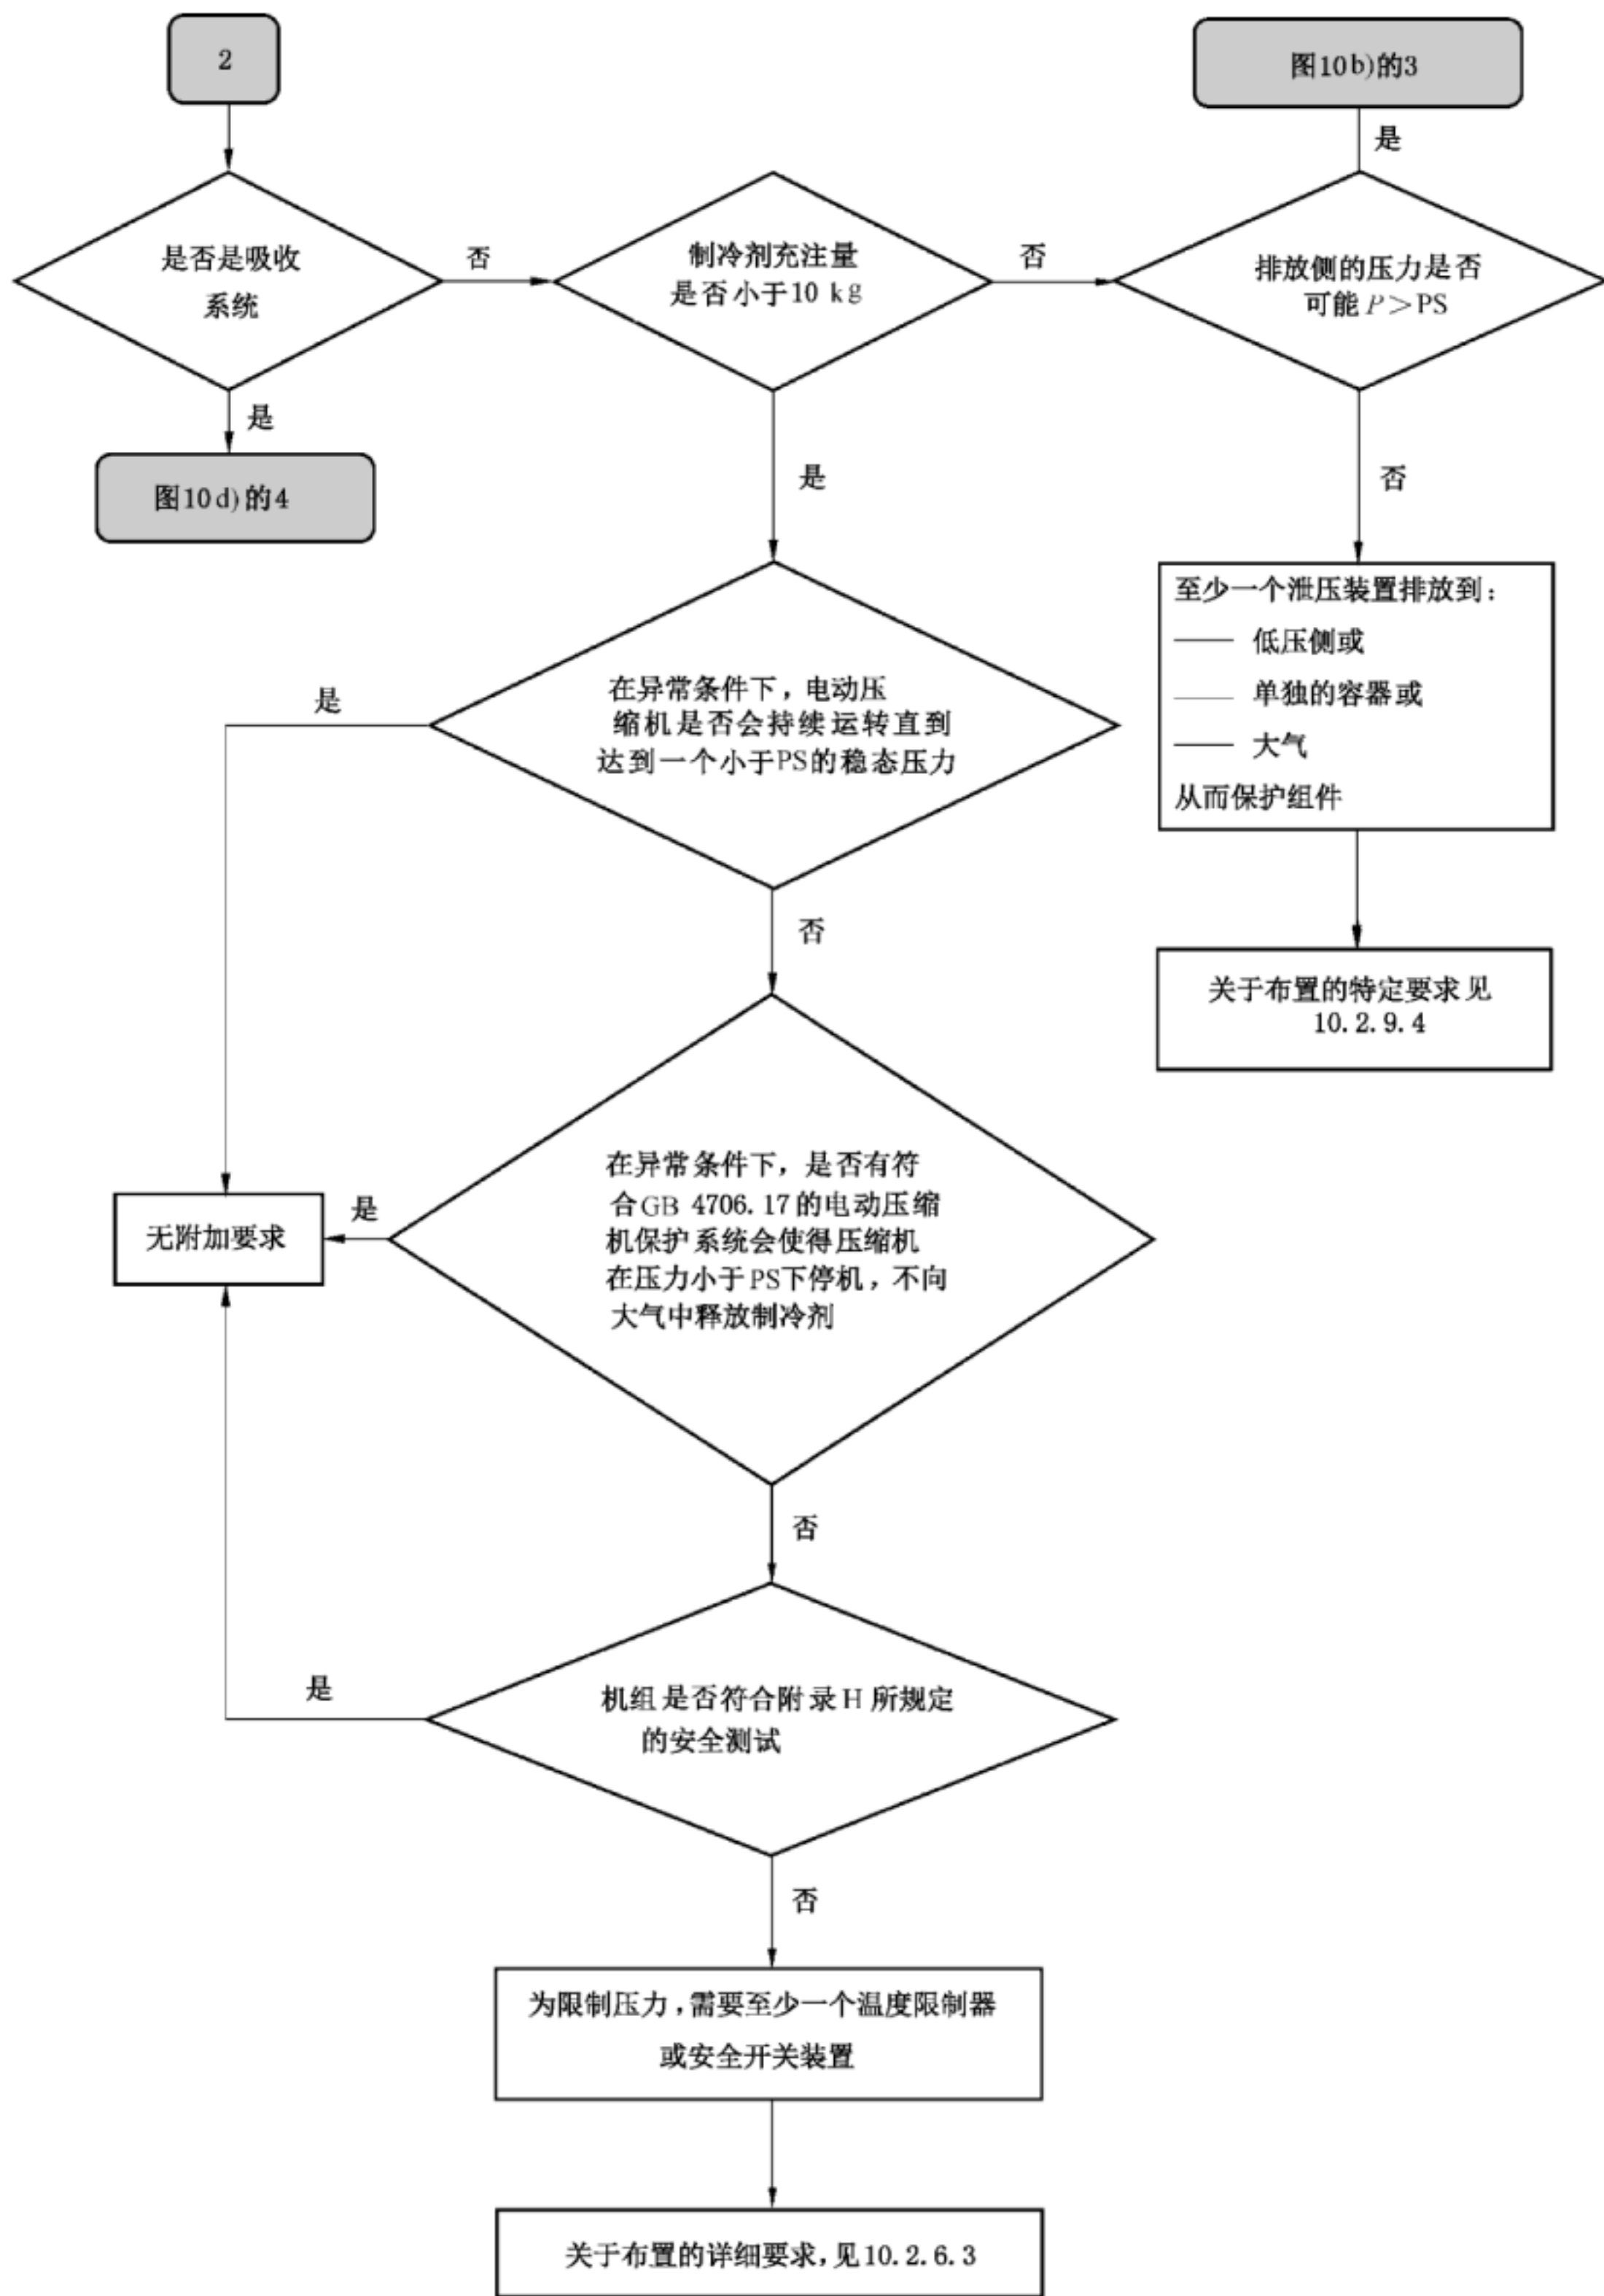 2
图10b)的3
是
是否是吸收
系统
否
制冷剂充注量
是否小于10 kg
否
排放侧的压力是否
可能 P＞PS
是
图10d)的4
是
否
至少一个泄压装置排放到：
—— 低压侧或
—— 单独的容器或
—— 大气
从而保护组件
是
在异常条件下，电动压
缩机是否会持续运转直到
达到一个小于PS的稳态压力
否
关于布置的特定要求见
10.2.9.4
在异常条件下，是否有符
合GB 4706.17的电动压缩
机保护系统会使得压缩机
在压力小于PS下停机，不向
大气中释放制冷剂
是
无附加要求
否
是
机组是否符合附录H所规定
的安全测试
否
为限制压力，需要至少一个温度限制器
或安全开关装置
关于布置的详细要求，见10.2.6.3